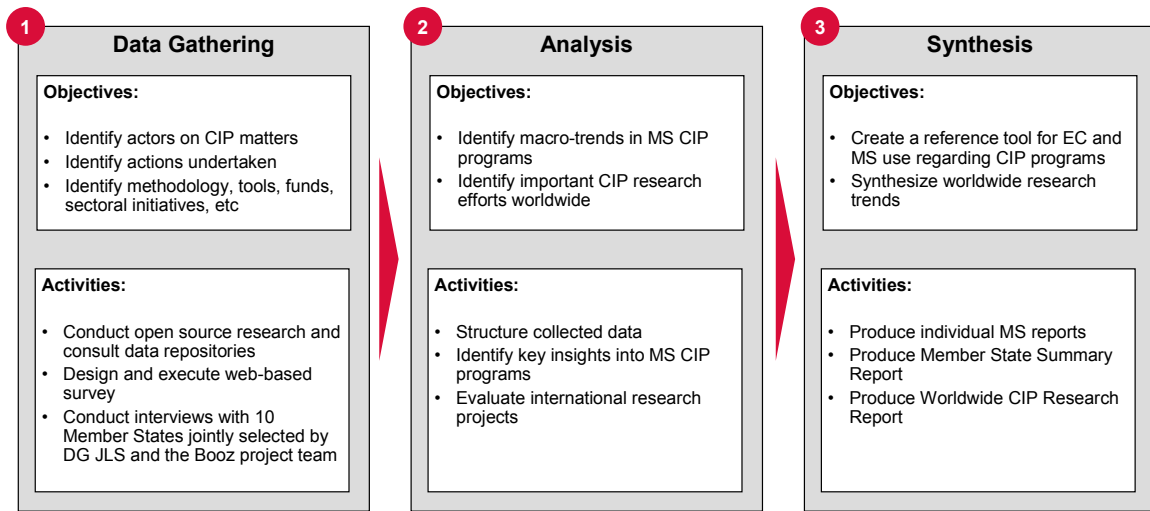 1
Data Gathering
Objectives:
• Identify actors on CIP matters
• Identify actions undertaken
• Identify methodology, tools, funds,
sectoral initiatives, etc
Activities:
• Conduct open source research and
consult data repositories
• Design and execute web-based
survey
• Conduct interviews with 10
Member States jointly selected by
DG JLS and the Booz project team
2
Analysis
Objectives:
• Identify macro-trends in MS CIP
programs
• Identify important CIP research
efforts worldwide
Activities:
• Structure collected data
• Identify key insights into MS CIP
programs
• Evaluate international research
projects
3
Synthesis
Objectives:
• Create a reference tool for EC and
MS use regarding CIP programs
• Synthesize worldwide research
trends
Activities:
• Produce individual MS reports
• Produce Member State Summary
Report
• Produce Worldwide CIP Research
Report